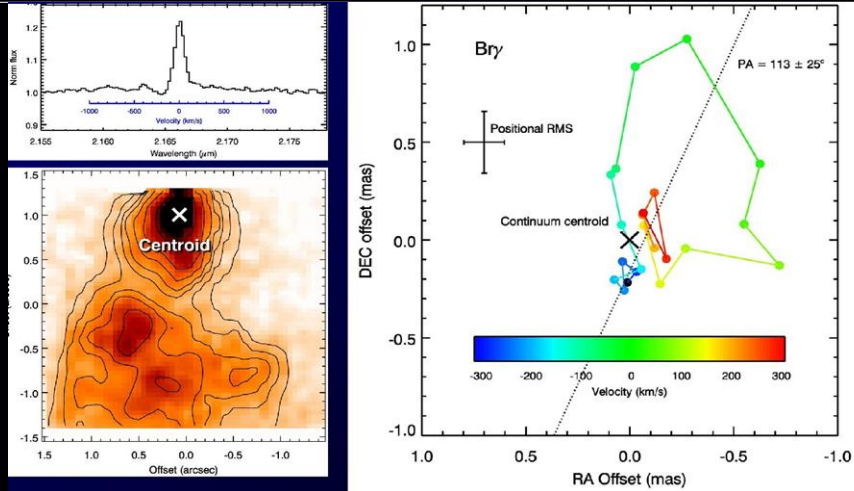 1.3
1.2
Norm flux
1.1
1.0
0.9
-1000 -500 0 500 1000
Velocity (km/s)
2.155 2.160 2.165 2.170 2.175
Wavelength (μm)
1.5
1.0
0.5
0.0
-0.5
-1.0
-1.5
Centroid
1.5 1.0 0.5 0.0 -0.5 -1.0
Offset (arcsec)
Brγ
PA = 113 ± 25°
Positional RMS
Continuum centroid
DEC offset (mas)
1.0
0.5
0.0
-0.5
-1.0
-300 -200 -100 0 100 200 300
Velocity (km/s)
1.0 0.5 0.0 -0.5 -1.0
RA Offset (mas)